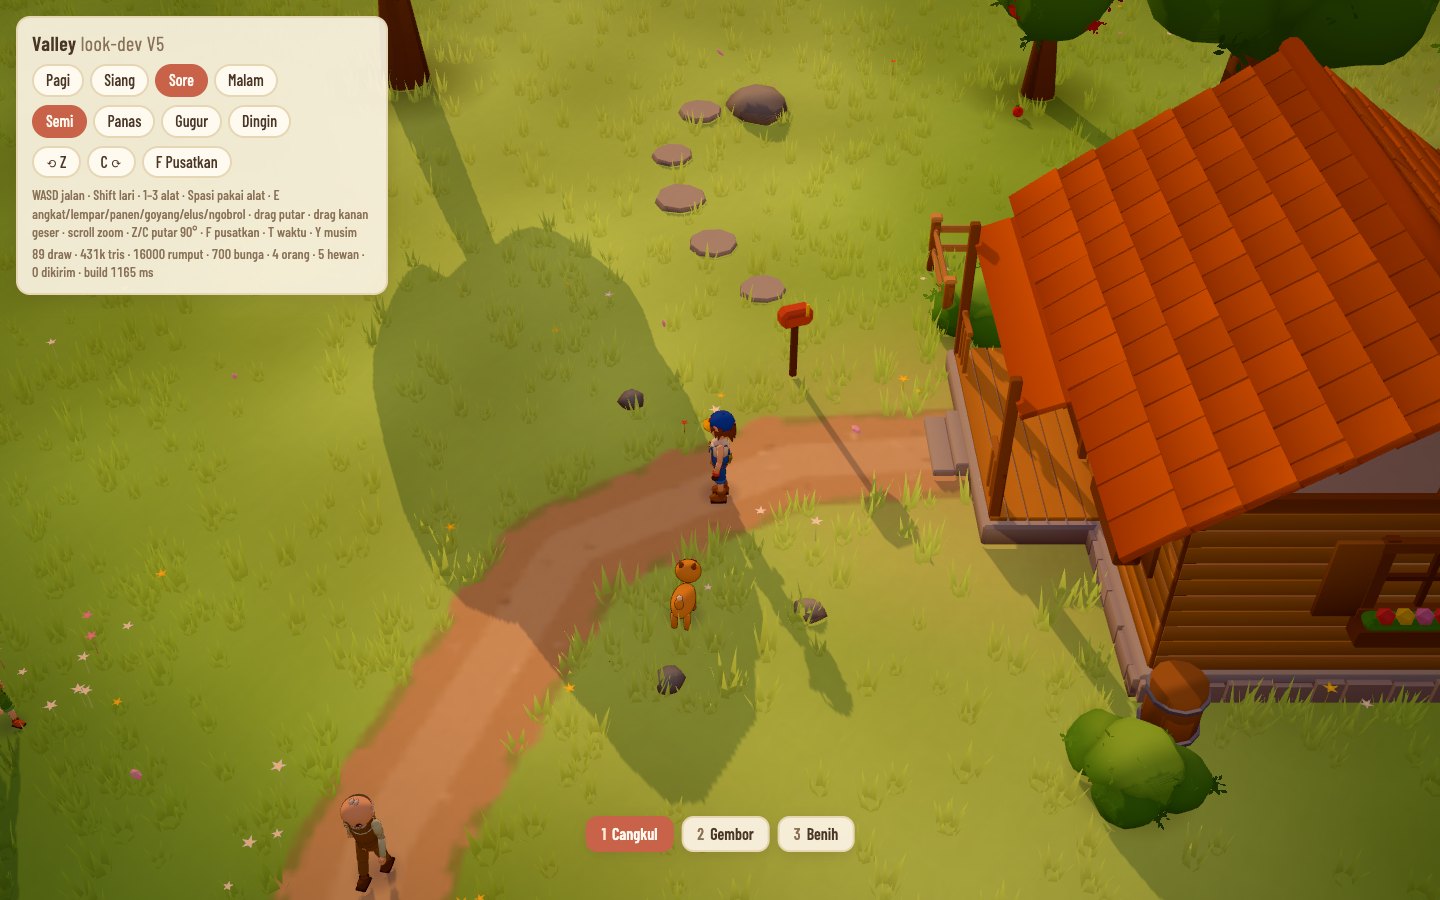 Valley look-dev V5
Pagi Siang Sore Malam
Semi Panas Gugur Dingin
⟲ Z C ⟳ F Pusatkan
WASD jalan · Shift lari · 1–3 alat · Spasi pakai alat · E
angkat/lempar/panen/goyang/elus/ngobrol · drag putar · drag kanan
geser · scroll zoom · Z/C putar 90° · F pusatkan · T waktu · Y musim
89 draw · 431k tris · 16000 rumput · 700 bunga · 4 orang · 5 hewan ·
0 dikirim · build 1165 ms
1 Cangkul 2 Gembor 3 Benih